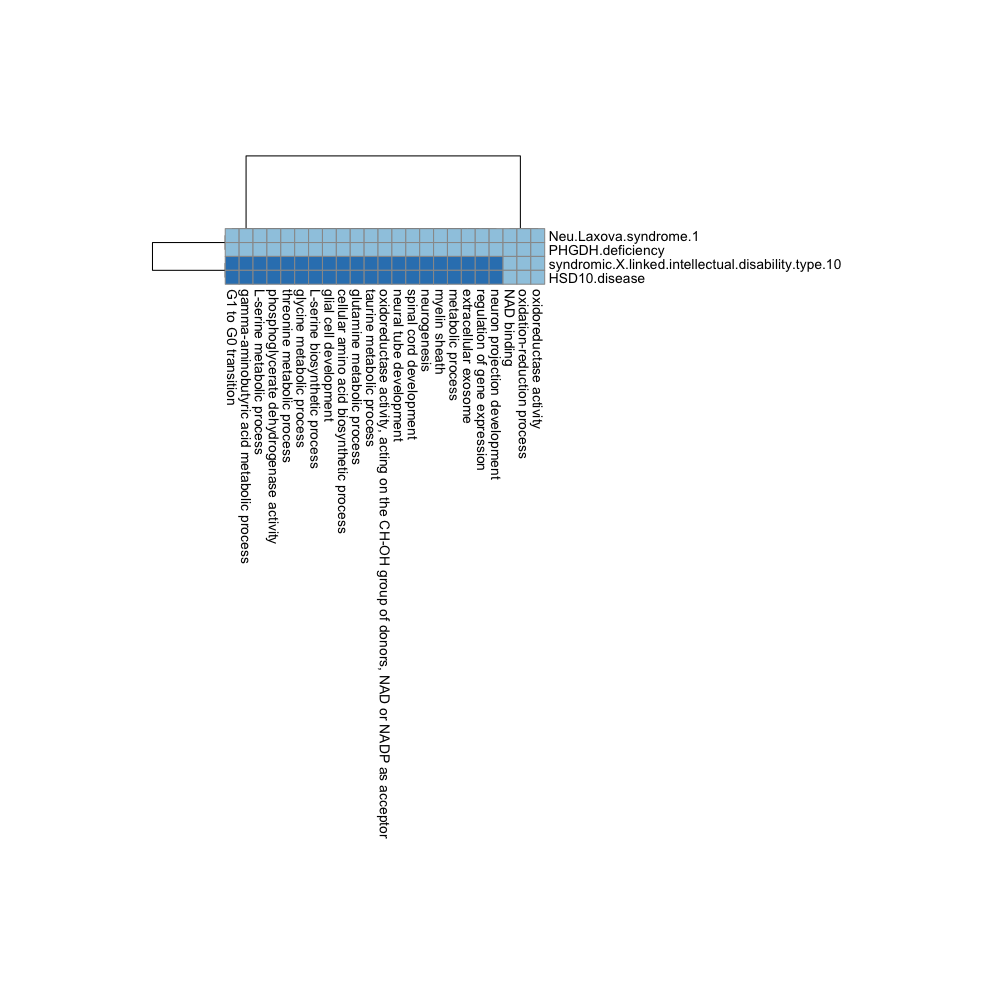 Neu.Laxova.syndrome.1
PHGDH.deficiency
syndromic.X.linked.intellectual.disability.type.10
HSD10.disease
G1 to G0 transition
gamma-aminobutyric acid metabolic process
L-serine metabolic process
phosphoglycerate dehydrogenase activity
threonine metabolic process
glycine metabolic process
L-serine biosynthetic process
glial cell development
cellular amino acid biosynthetic process
glutamine metabolic process
taurine metabolic process
oxidoreductase activity, acting on the CH-OH group of donors, NAD or NADP as acceptor
neural tube development
spinal cord development
neurogenesis
myelin sheath
metabolic process
extracellular exosome
regulation of gene expression
neuron projection development
NAD binding
oxidation-reduction process
oxidoreductase activity